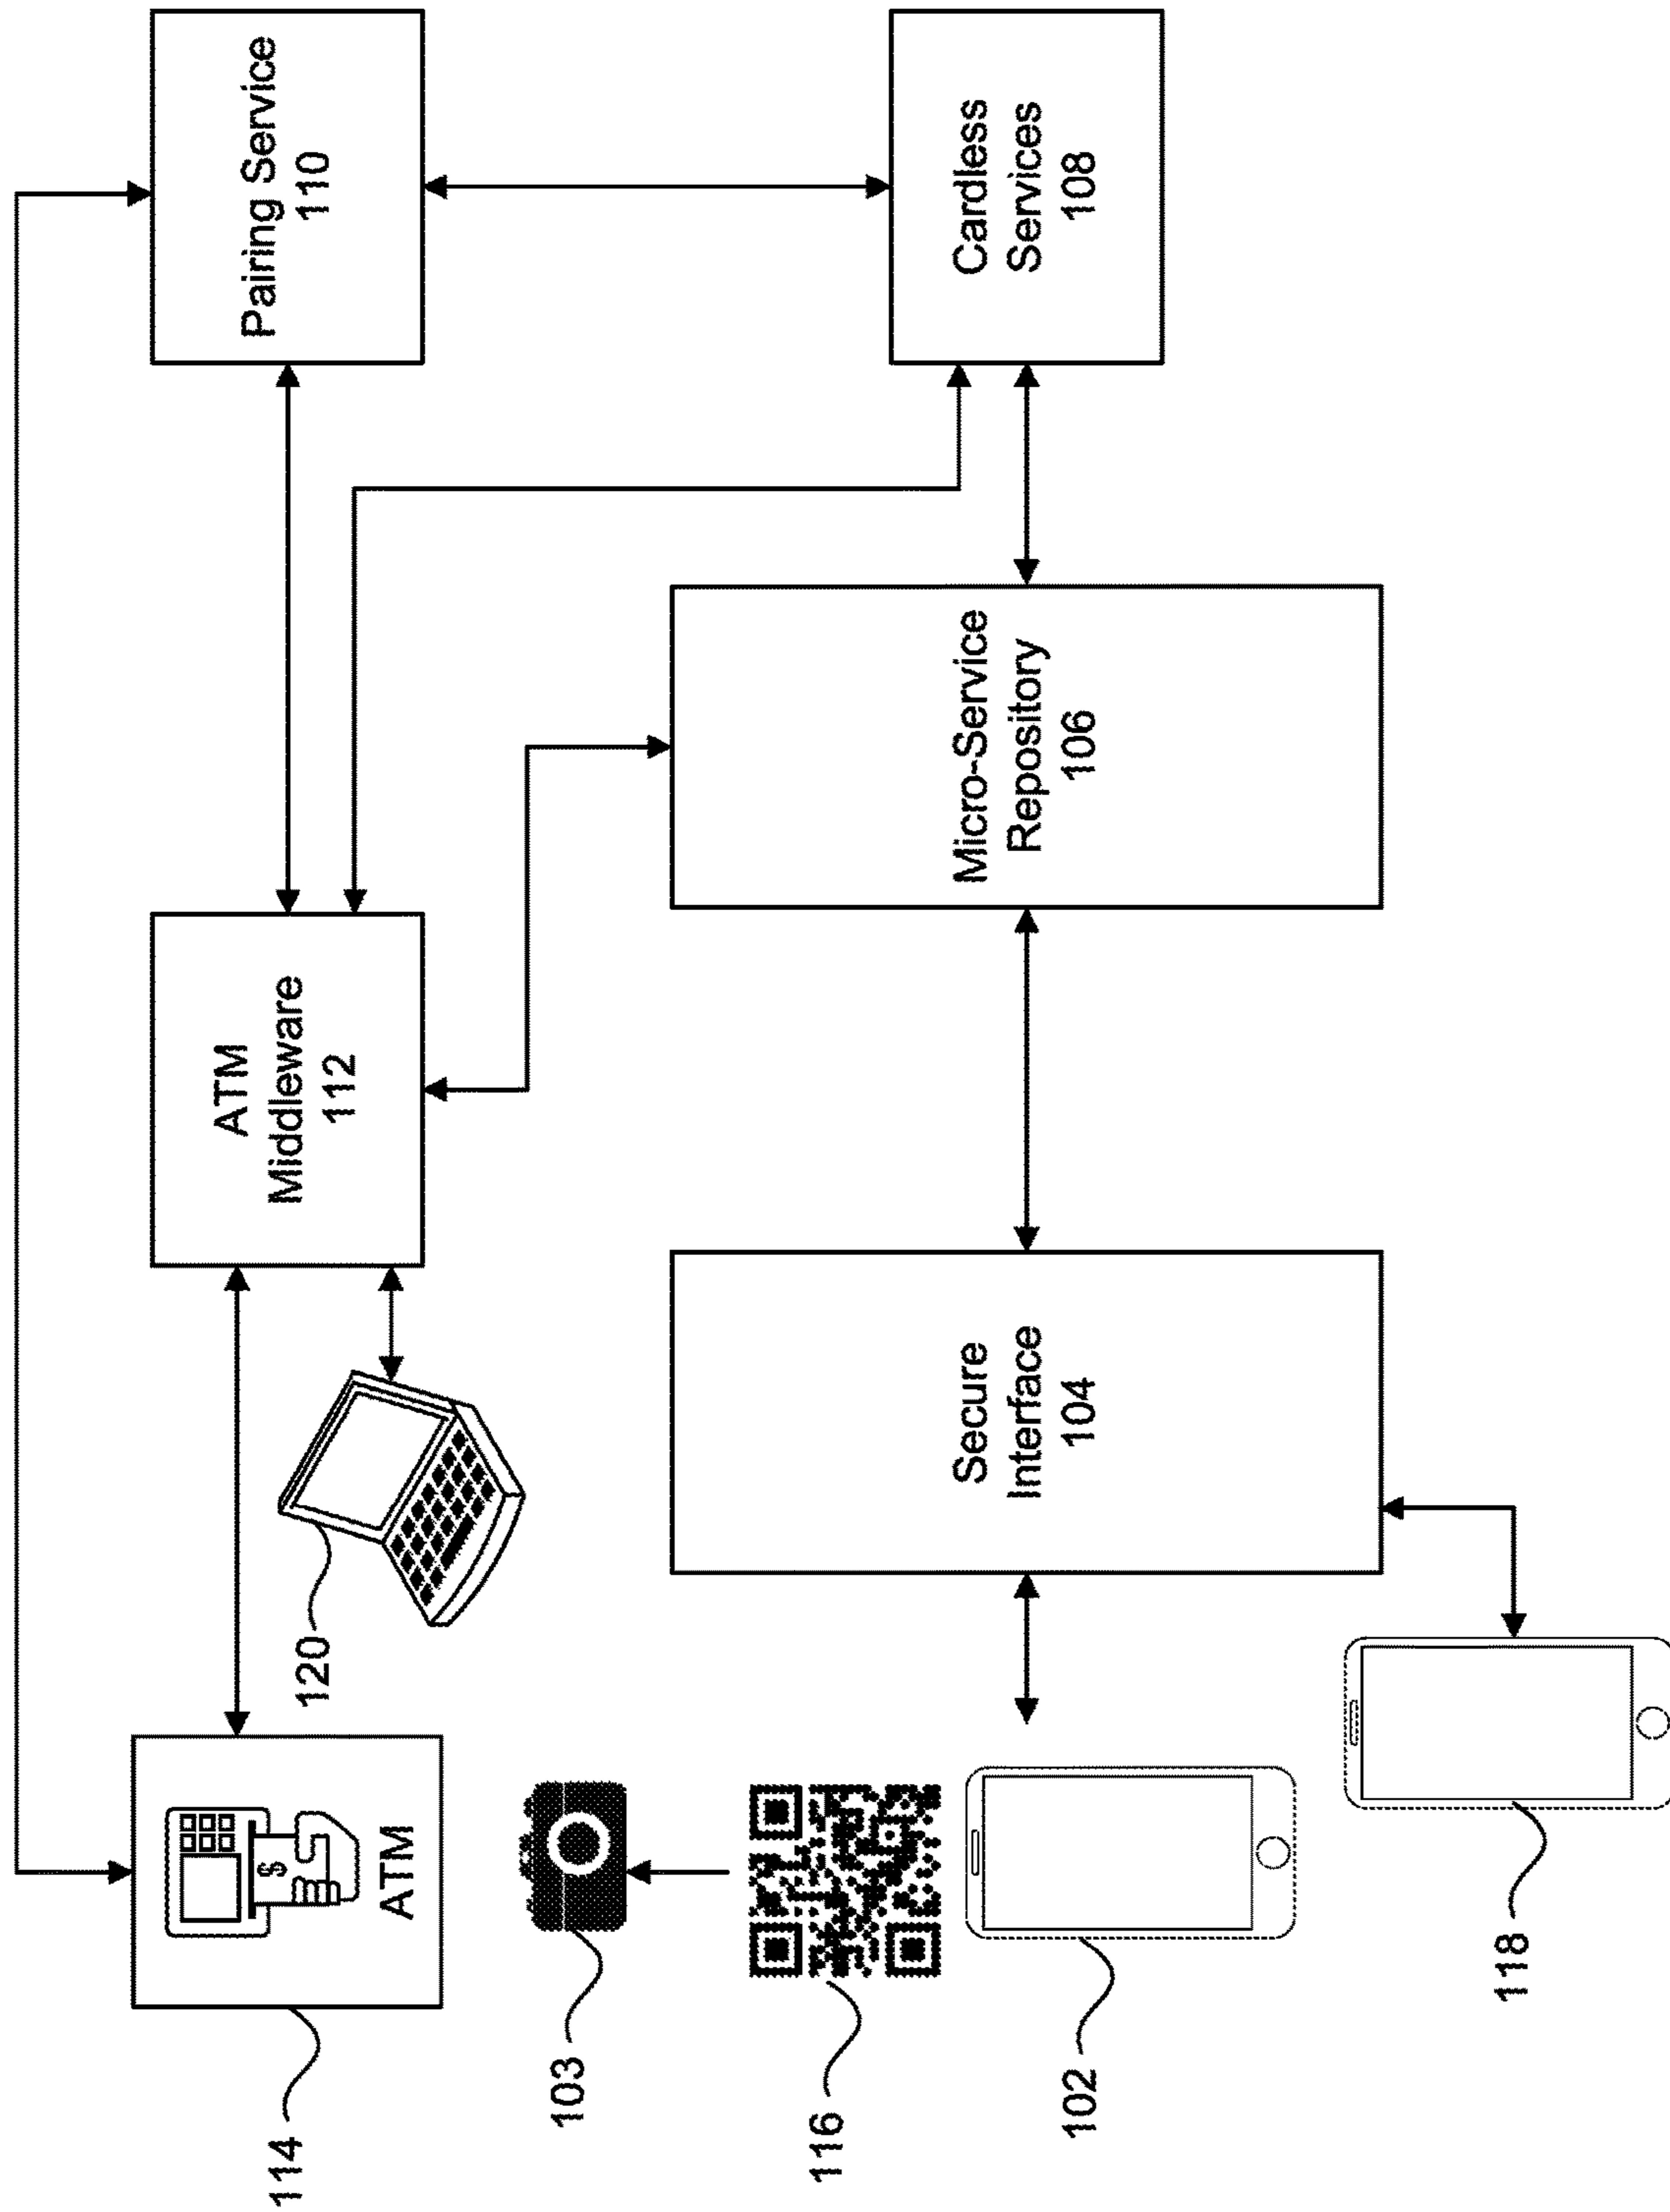 114
$
ATM
120
ATM
Middleware
112
Pairing Service
110
103
116
102
118
Secure
Interface
104
Micro-Service
Repository
106
Cardless
Services
108